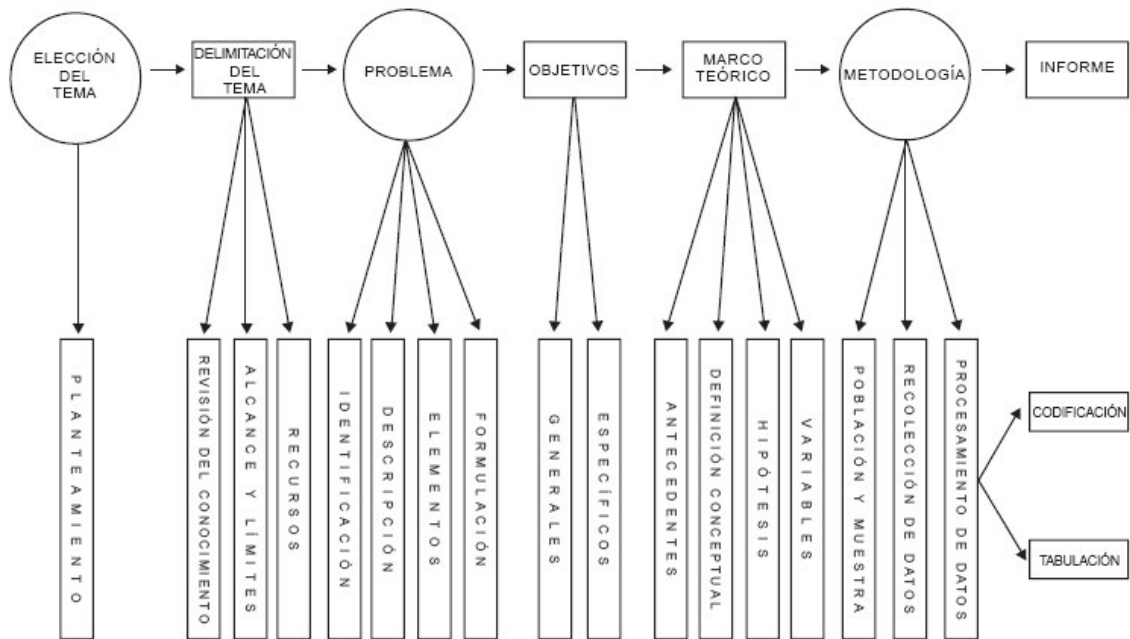 ELECCIÓN
DEL
TEMA
DELIMITACIÓN
DEL
TEMA
PROBLEMA
OBJETIVOS
MARCO
TEÓRICO
METODOLOGÍA
INFORME
PLANTEAMIENTO
REVISIÓN DEL CONOCIMIENTO
ALCANCE Y LÍMITES
RECURSOS
IDENTIFICACIÓN
DESCRIPCIÓN
ELEMENTOS
FORMULACIÓN
GENERALES
ESPECÍFICOS
ANTECEDENTES
DEFINICIÓN CONCEPTUAL
HIPÓTESIS
VARIABLES
POBLACIÓN Y MUESTRA
RECOLECCIÓN DE DATOS
PROCESAMIENTO DE DATOS
CODIFICACIÓN
TABULACIÓN